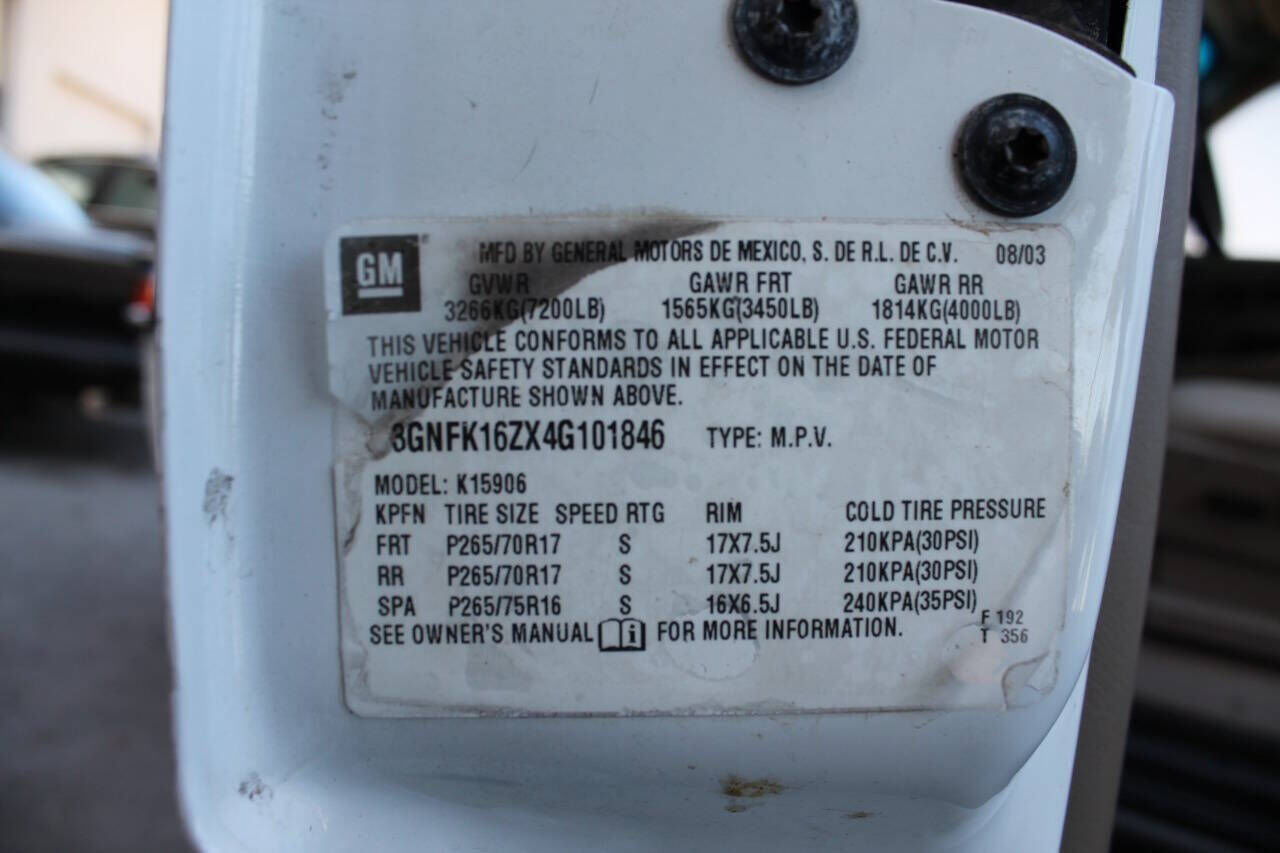 GM
MFD BY GENERAL MOTORS DE MEXICO, S. DE R.L. DE C.V. 08/03
GVWR GAWR FRT GAWR RR
3266KG(7200LB) 1565KG(3450LB) 1814KG(4000LB)
THIS VEHICLE CONFORMS TO ALL APPLICABLE U.S. FEDERAL MOTOR
VEHICLE SAFETY STANDARDS IN EFFECT ON THE DATE OF
MANUFACTURE SHOWN ABOVE.
3GNFK16ZX4G101846 TYPE: M.P.V.
MODEL: K15906
KPFN TIRE SIZE SPEED RTG RIM COLD TIRE PRESSURE
FRT P265/70R17 S 17X7.5J 210KPA(30PSI)
RR P265/70R17 S 17X7.5J 210KPA(30PSI)
SPA P265/75R16 S 16X6.5J 240KPA(35PSI)
SEE OWNER'S MANUAL i FOR MORE INFORMATION.
F 192
T 356